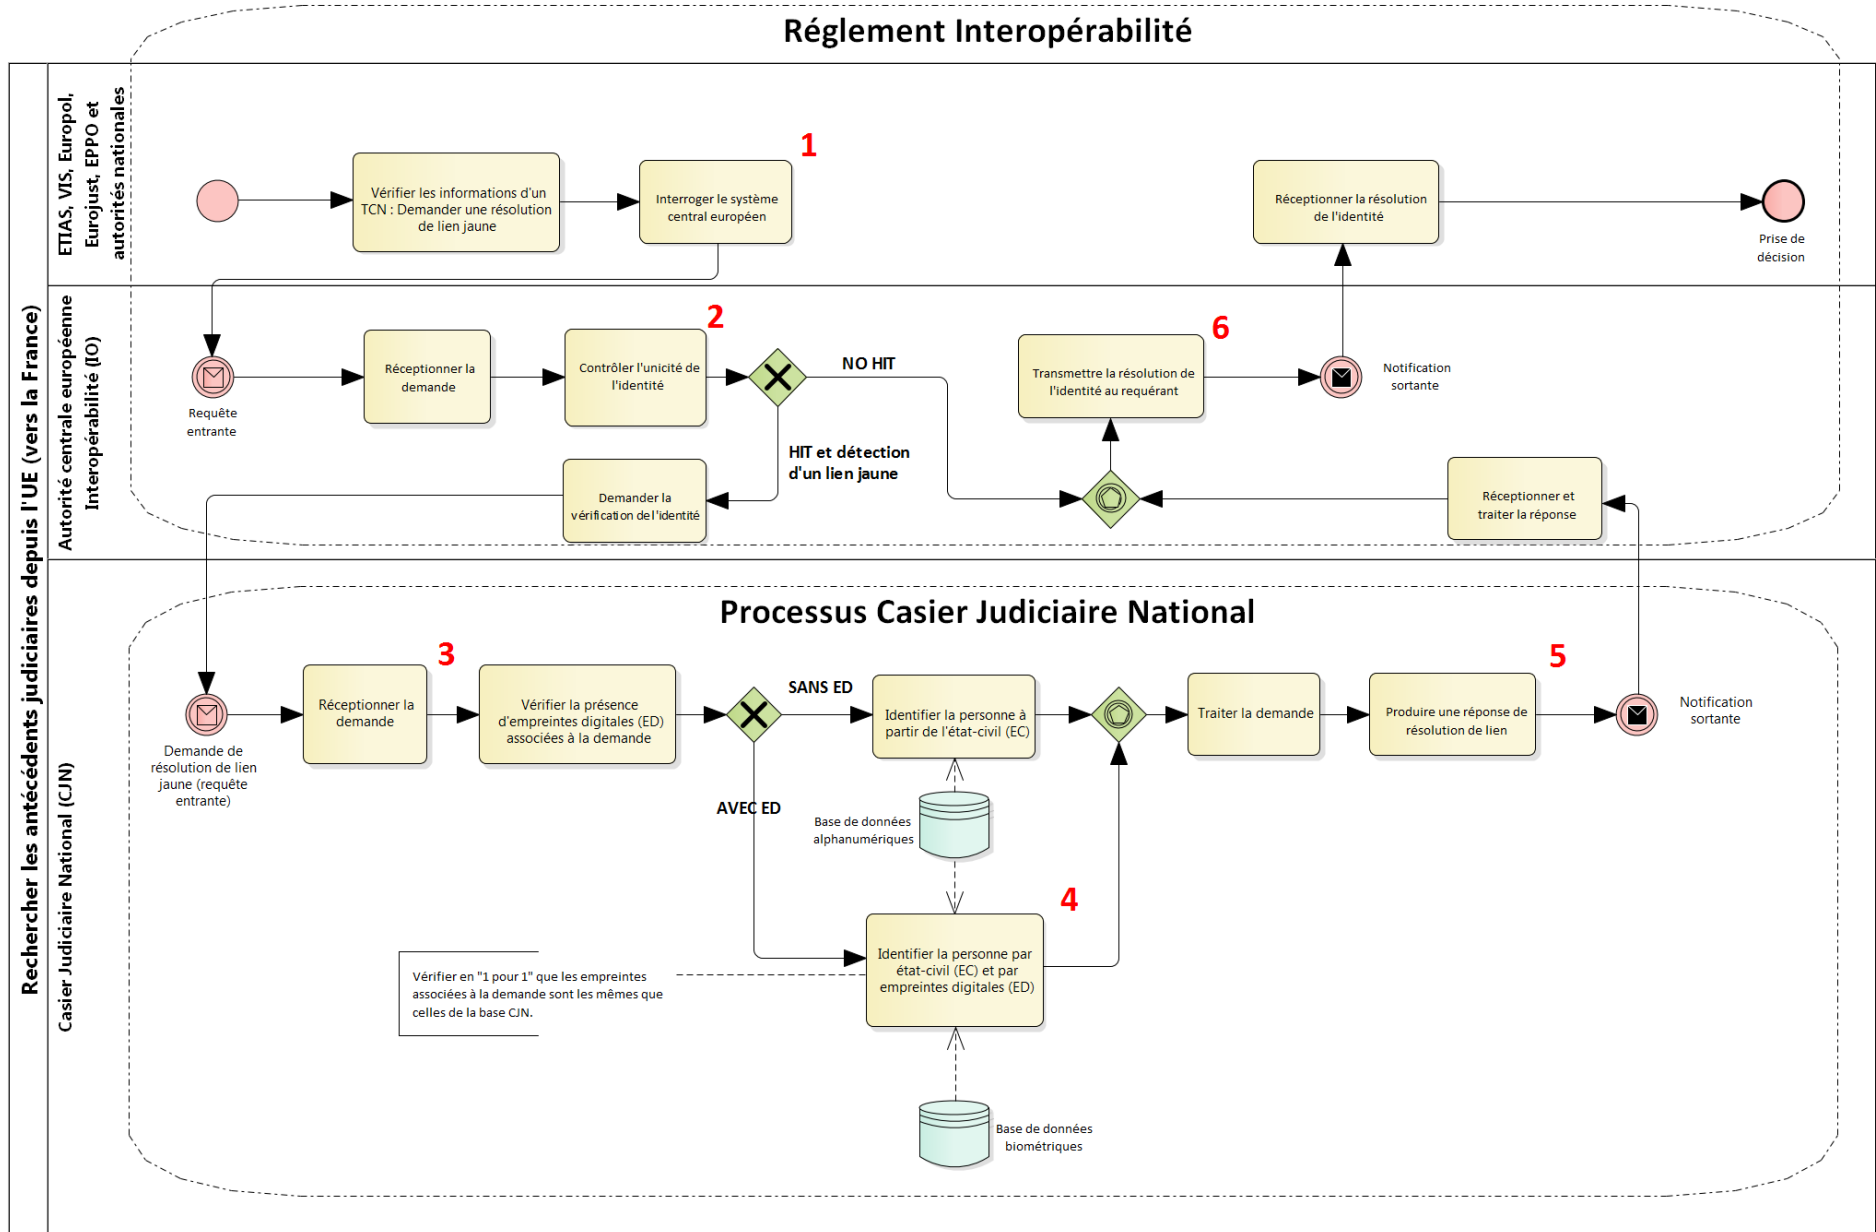 Réglement Interopérabilité
Rechercher les antécédents judiciaires depuis l'UE (vers la France)
ETIAS, VIS, Europol,
Eurojust, EPPO et
autorités nationales
1
Vérifier les informations d'un
TCN : Demander une résolution
de lien jaune
Interroger le système
central européen
Réceptionner la résolution
de l'identité
Prise de
décision
Autorité centrale européenne
Interopérabilité (IO)
2
6
Requête
entrante
Réceptionner la
demande
Contrôler l'unicité de
l'identité
NO HIT
HIT et détection
d'un lien jaune
Demander la
vérification de l'identité
Transmettre la résolution de
l'identité au requérant
Notification
sortante
Réceptionner et
traiter la réponse
Casier Judiciaire National (CJN)
Processus Casier Judiciaire National
3
5
Demande de
résolution de lien
jaune (requête
entrante)
Réceptionner la
demande
Vérifier la présence
d'empreintes digitales (ED)
associées à la demande
SANS ED
AVEC ED
Identifier la personne à
partir de l'état-civil (EC)
Traiter la demande
Produire une réponse de
résolution de lien
Notification
sortante
Base de données
alphanumériques
4
Identifier la personne par
état-civil (EC) et par
empreintes digitales (ED)
Vérifier en "1 pour 1" que les empreintes
associées à la demande sont les mêmes que
celles de la base CJN.
Base de données
biométriques